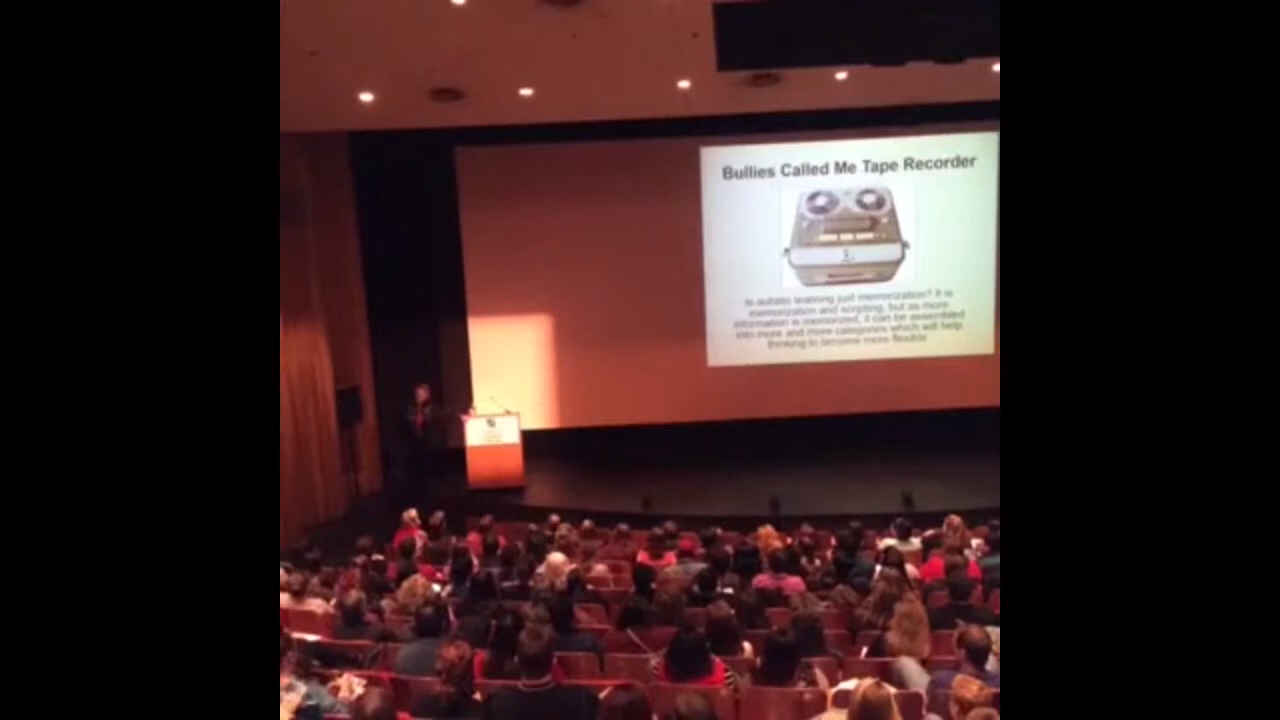 Bullies Called Me Tape Recorder
Is autistic learning just memorization? It is
memorization and scripting, but as more
information is memorized, it can be assembled
into more and more categories which will help
thinking to become more flexible